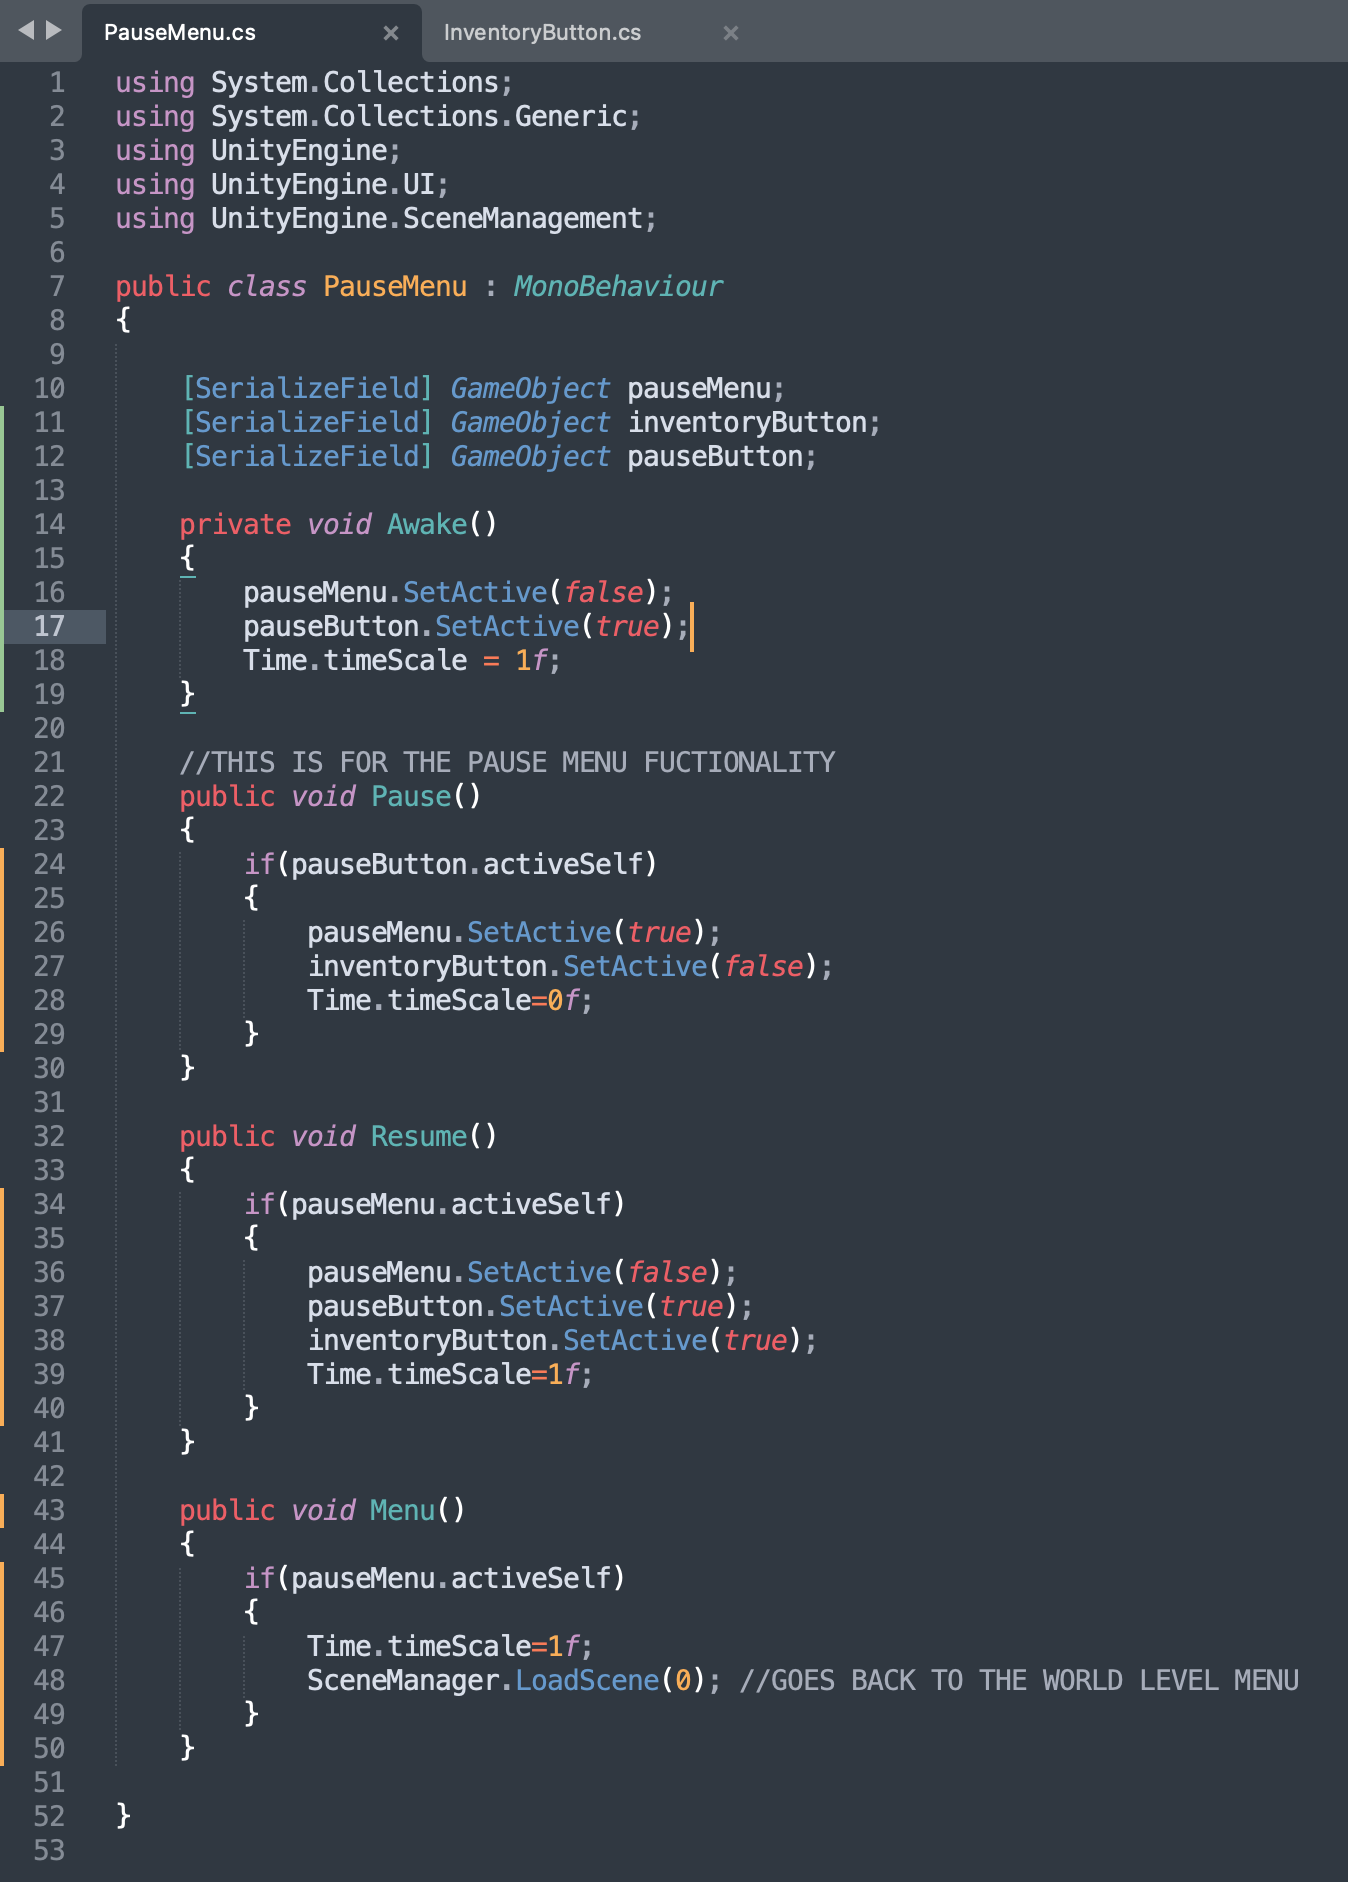 PauseMenu.cs × InventoryButton.cs ×
1 using System.Collections;
2 using System.Collections.Generic;
3 using UnityEngine;
4 using UnityEngine.UI;
5 using UnityEngine.SceneManagement;
6
7 public class PauseMenu : MonoBehaviour
8 {
9
10     [SerializeField] GameObject pauseMenu;
11     [SerializeField] GameObject inventoryButton;
12     [SerializeField] GameObject pauseButton;
13
14     private void Awake()
15     {
16         pauseMenu.SetActive(false);
17         pauseButton.SetActive(true);
18         Time.timeScale = 1f;
19     }
20
21     //THIS IS FOR THE PAUSE MENU FUCTIONALITY
22     public void Pause()
23     {
24         if(pauseButton.activeSelf)
25         {
26             pauseMenu.SetActive(true);
27             inventoryButton.SetActive(false);
28             Time.timeScale=0f;
29         }
30     }
31
32     public void Resume()
33     {
34         if(pauseMenu.activeSelf)
35         {
36             pauseMenu.SetActive(false);
37             pauseButton.SetActive(true);
38             inventoryButton.SetActive(true);
39             Time.timeScale=1f;
40         }
41     }
42
43     public void Menu()
44     {
45         if(pauseMenu.activeSelf)
46         {
47             Time.timeScale=1f;
48             SceneManager.LoadScene(0); //GOES BACK TO THE WORLD LEVEL MENU
49         }
50     }
51
52 }
53